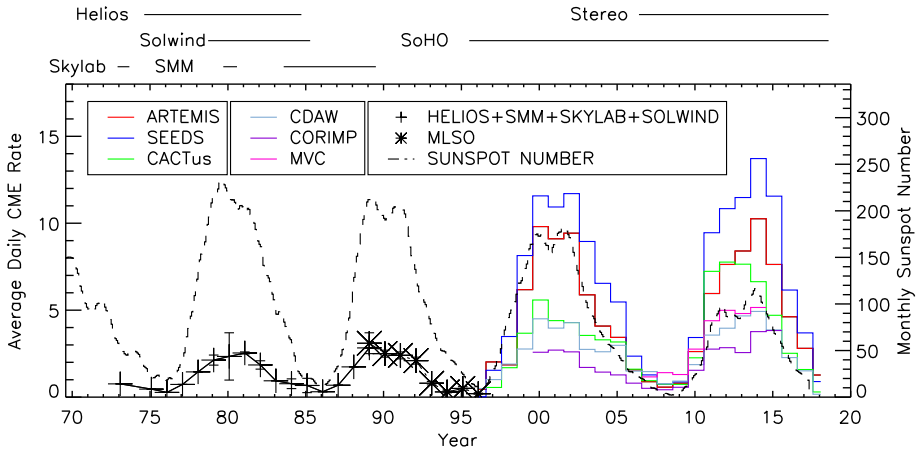 Helios
Stereo
Solwind
SoHO
Skylab
SMM
ARTEMIS
SEEDS
CACTus
CDAW
CORIMP
MVC
HELIOS+SMM+SKYLAB+SOLWIND
MLSO
SUNSPOT NUMBER
Average Daily CME Rate
15
10
5
0
Monthly Sunspot Number
300
250
200
150
100
50
0
70 75 80 85 90 95 00 05 10 15 20
Year